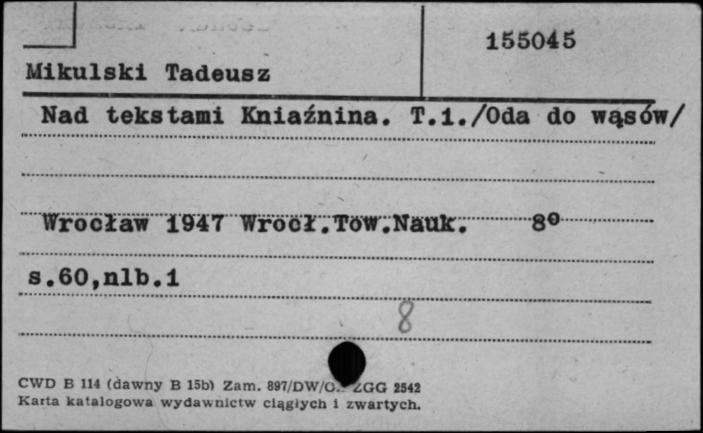 155045
Mikulski Tadeusz
Nad tekstami Kniaźnina. T.1./Oda do wąsów/
Wrocław 1947 Wrocł.Tow.Nauk. 8º
s.60,nlb.1
8
CWD B 114 (dawny B 15b) Zam. 897/DW/ ZGG 2542
Karta katalogowa wydawnictw ciągłych i zwartych.